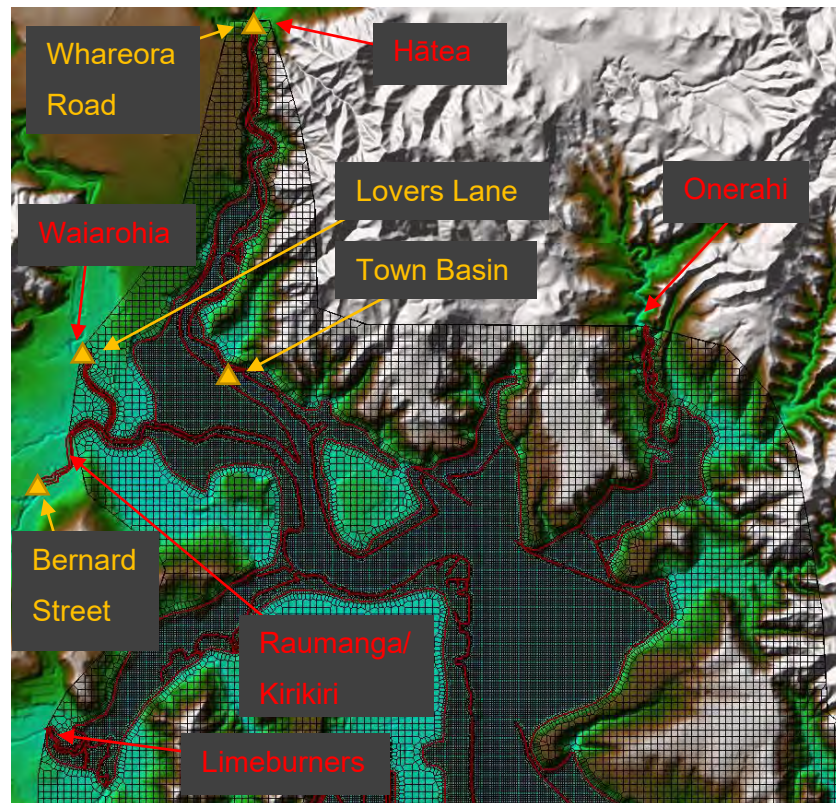 Whareora
Road
Hātea
Lovers Lane
Onerahi
Waiarohia
Town Basin
Bernard
Street
Raumanga/
Kirikiri
Limeburners